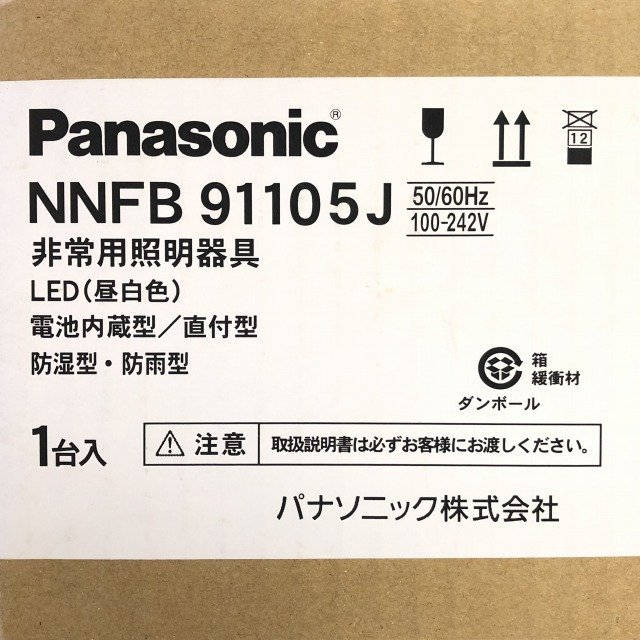 Panasonic®
12
NNFB 91105J
50/60Hz
100-242V
非常用照明器具
LED(昼白色)
電池内蔵型/直付型
防湿型・防雨型
箱
緩衝材
ダンボール
1台入
注意 取扱説明書は必ずお客様にお渡しください。
パナソニック株式会社